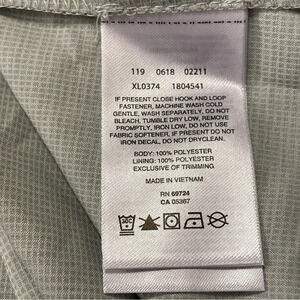 119 0618 02211
XL0374 1804541
IF PRESENT CLOSE HOOK AND LOOP
FASTENER, MACHINE WASH COLD
GENTLE, WASH SEPARATELY, DO NOT
BLEACH, TUMBLE DRY LOW, REMOVE
PROMPTLY, IRON LOW, DO NOT USE
FABRIC SOFTENER, IF PRESENT DO NOT
IRON DECAL, DO NOT DRYCLEAN.
BODY: 100% POLYESTER
LINING: 100% POLYESTER
EXCLUSIVE OF TRIMMING
MADE IN VIETNAM
RN 69724
CA 05367